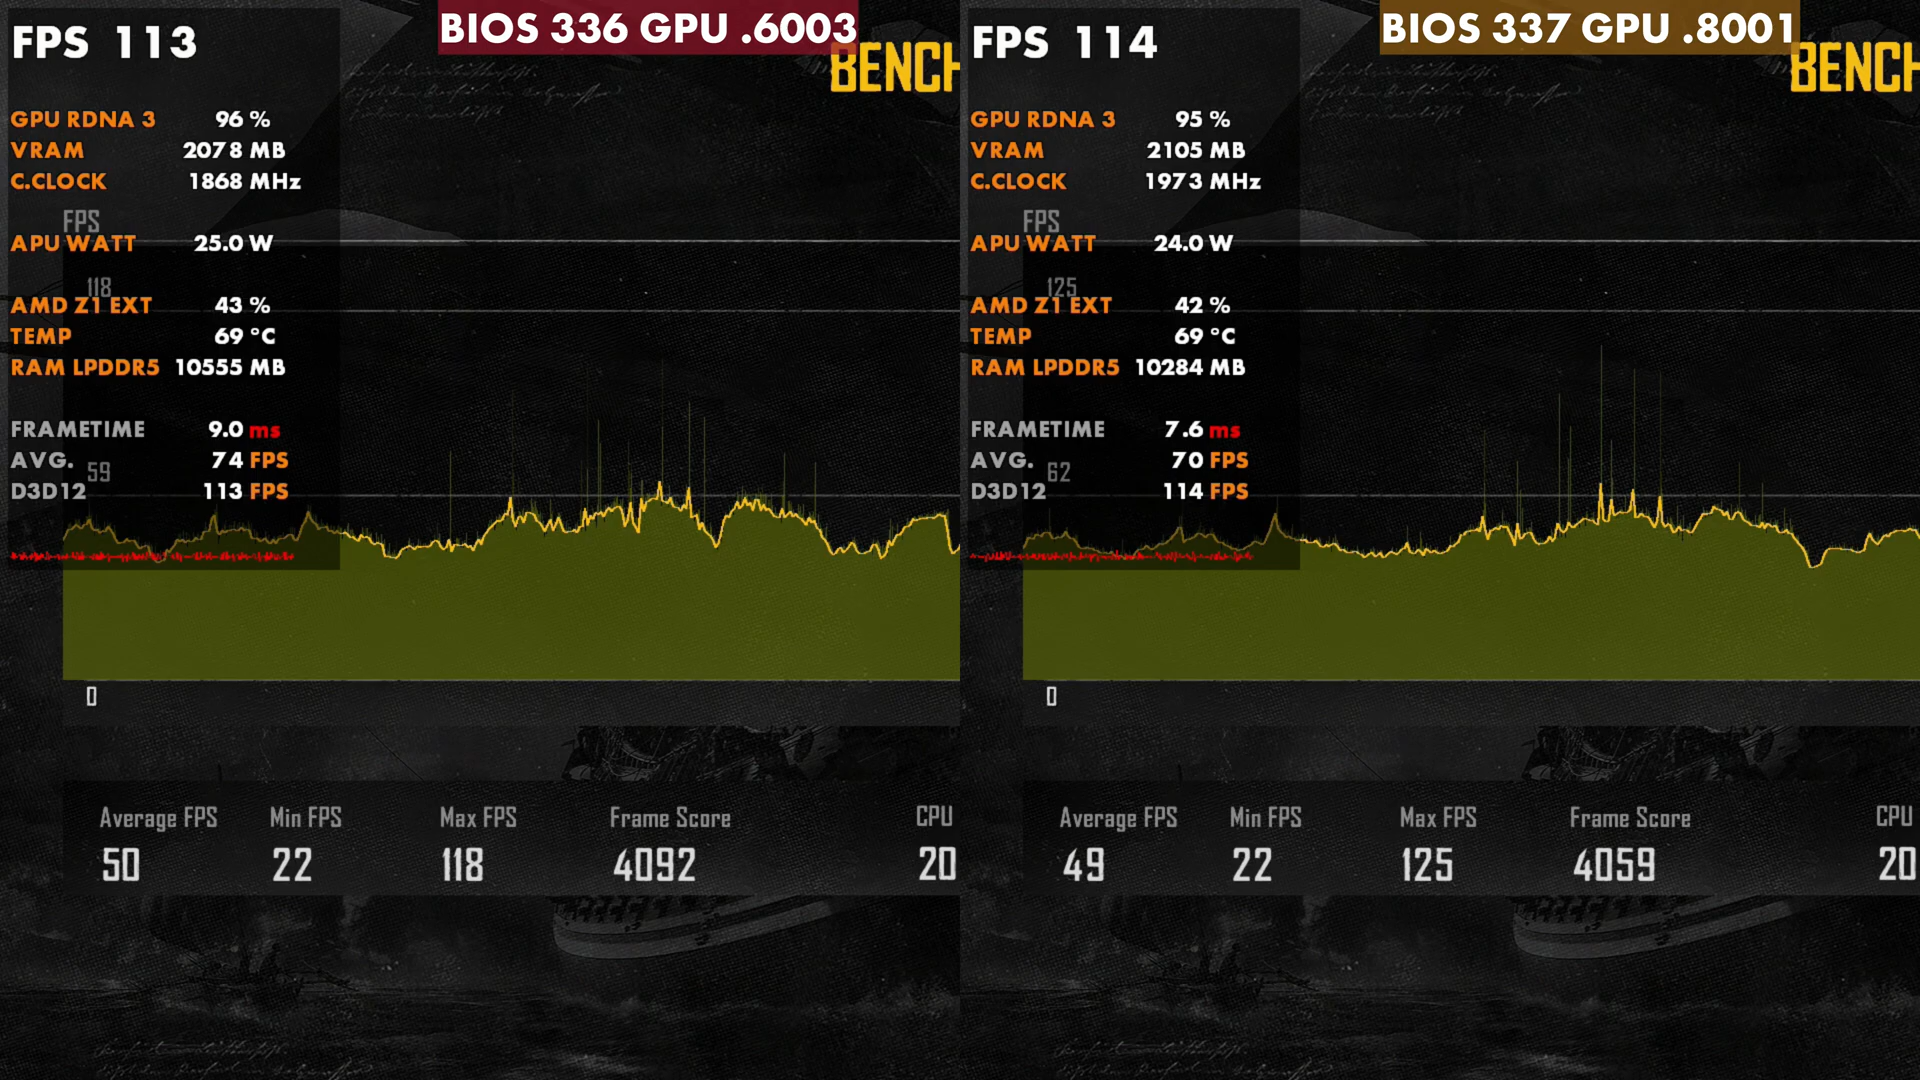 BIOS 336 GPU .6003
FPS 113
BENCH
GPU RDNA 3 96 %
VRAM 2078 MB
C.CLOCK 1868 MHz
FPS
APU WATT 25.0 W
118
AMD Z1 EXT 43 %
TEMP 69 °C
RAM LPDDR5 10555 MB
FRAMETIME 9.0 ms
AVG. 74 FPS
59
D3D12 113 FPS
0
Average FPS Min FPS Max FPS Frame Score CPU
50 22 118 4092 20
BIOS 337 GPU .8001
FPS 114
BENCH
GPU RDNA 3 95 %
VRAM 2105 MB
C.CLOCK 1973 MHz
FPS
APU WATT 24.0 W
125
AMD Z1 EXT 42 %
TEMP 69 °C
RAM LPDDR5 10284 MB
FRAMETIME 7.6 ms
AVG. 70 FPS
62
D3D12 114 FPS
0
Average FPS Min FPS Max FPS Frame Score CPU
49 22 125 4059 20